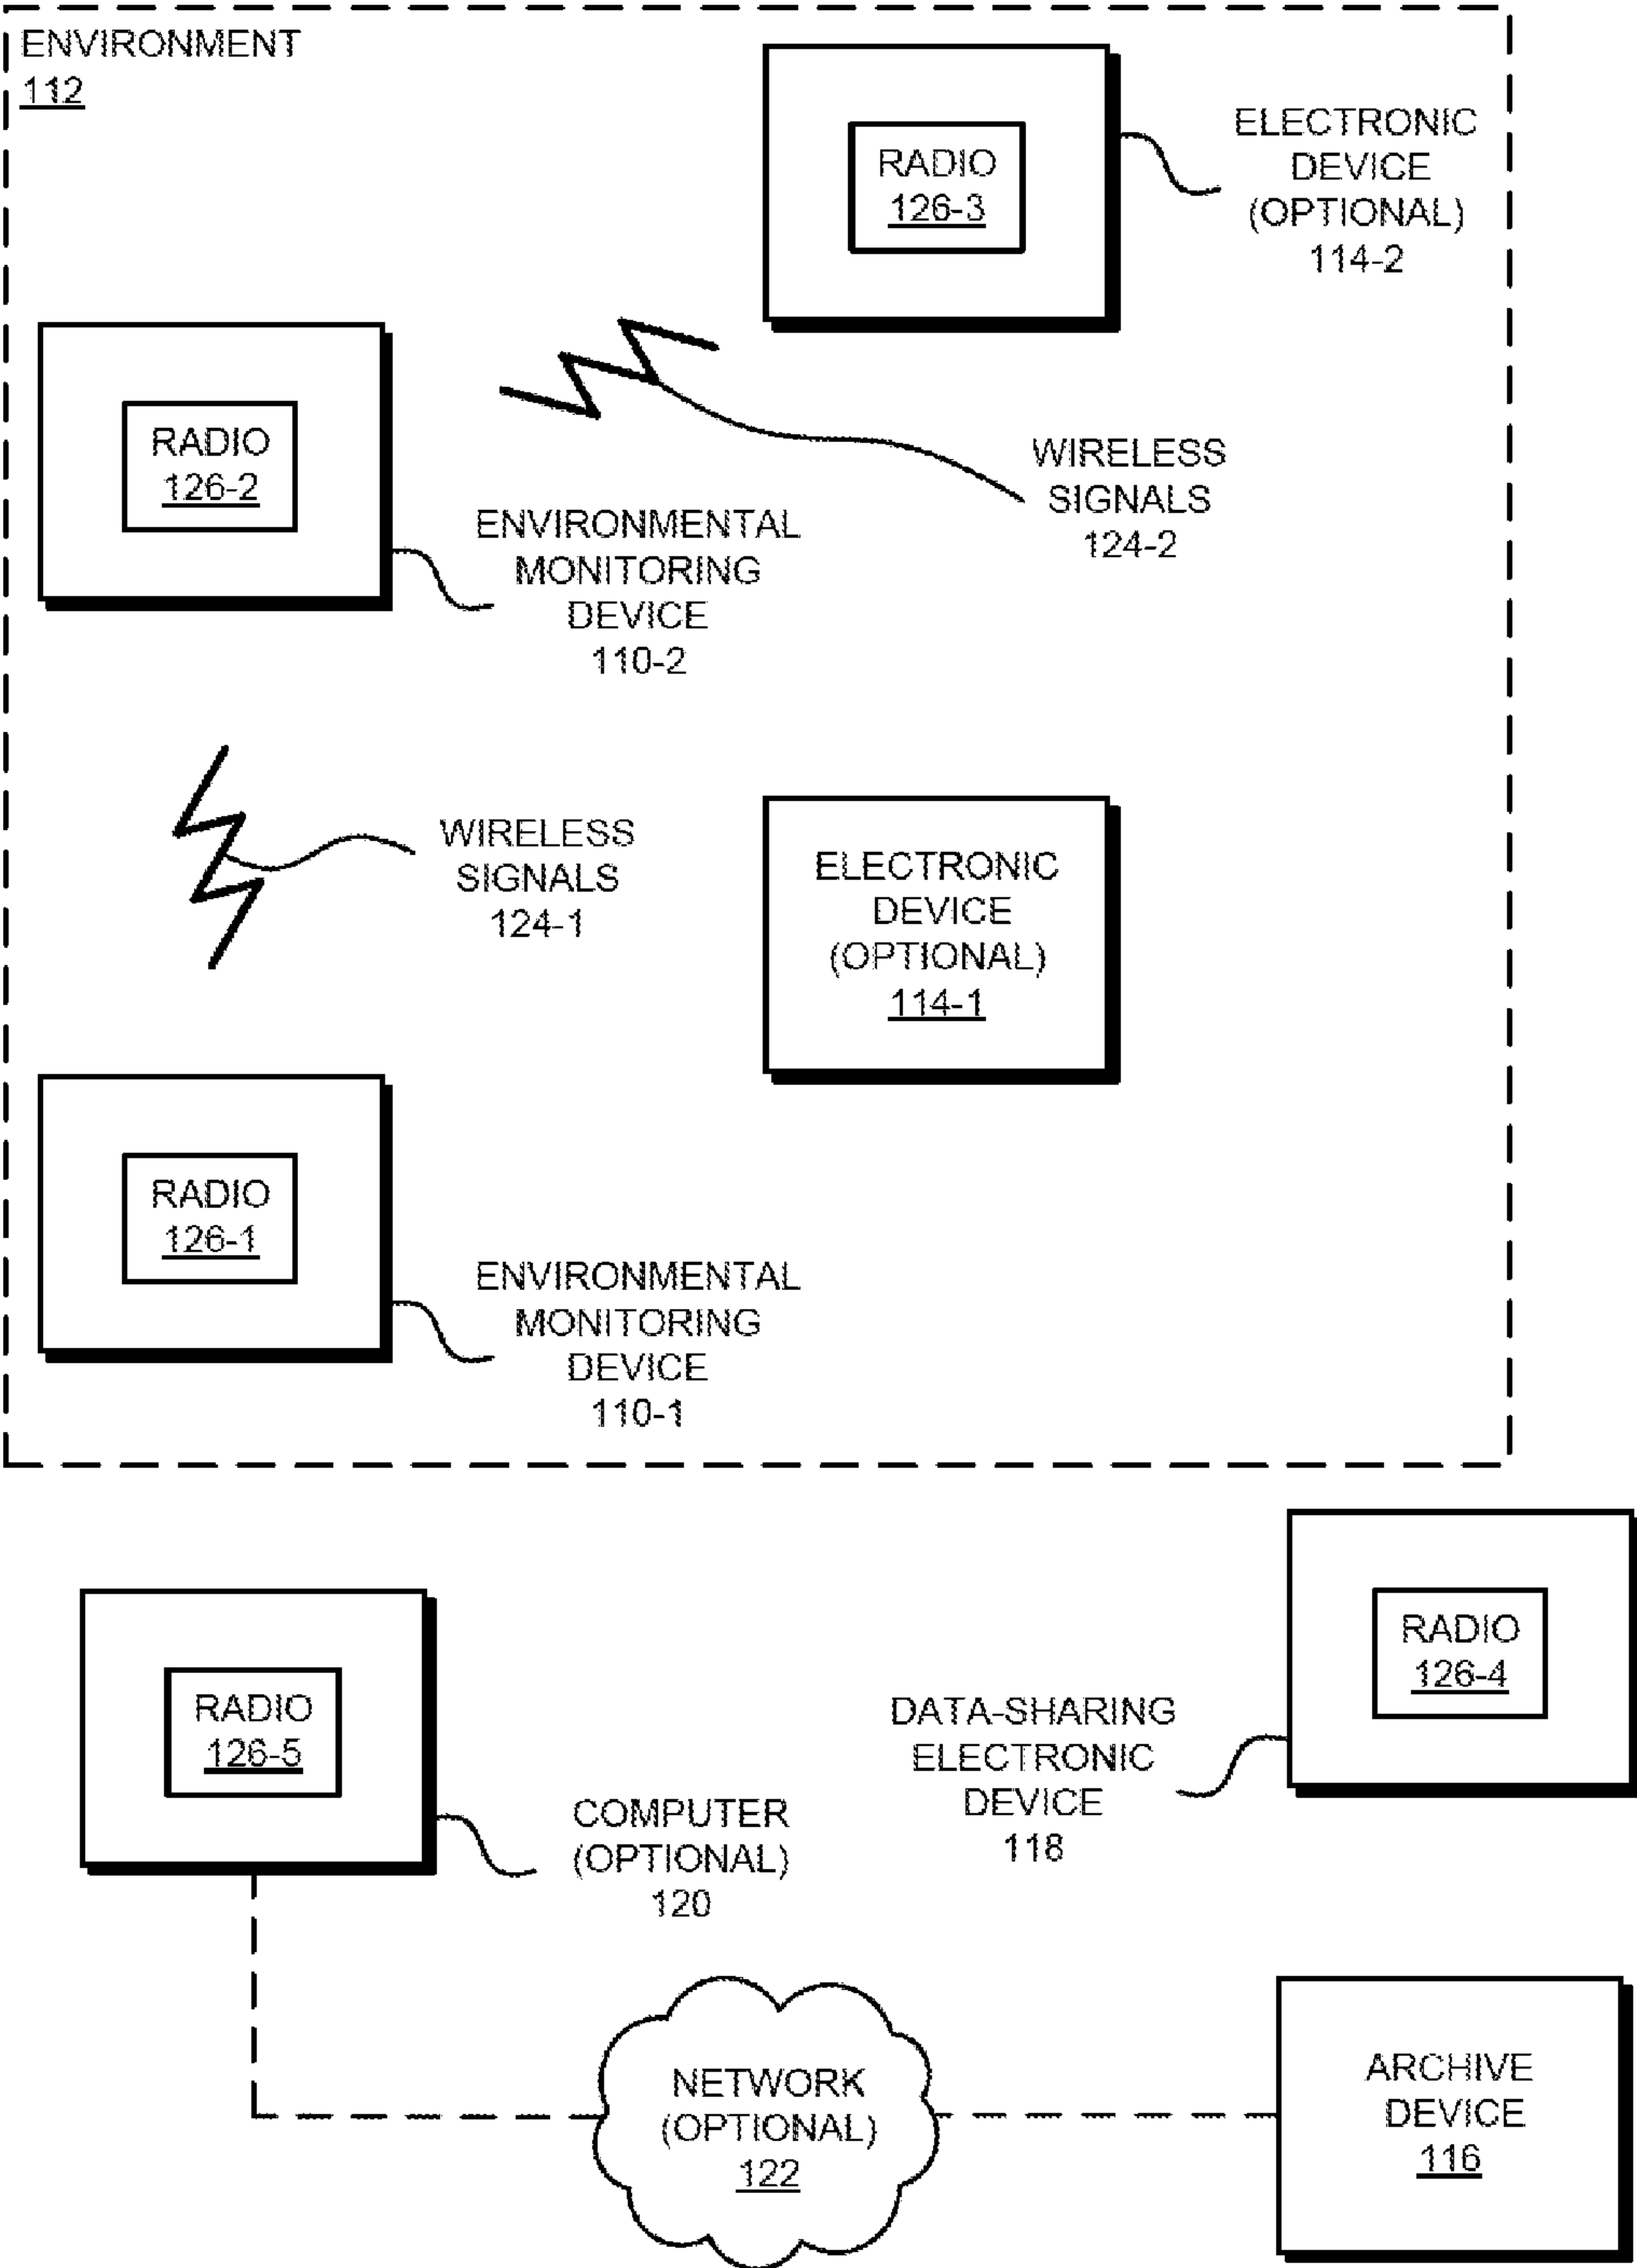 ENVIRONMENT
112
RADIO
126-3
ELECTRONIC
DEVICE
(OPTIONAL)
114-2
RADIO
126-2
ENVIRONMENTAL
MONITORING
DEVICE
110-2
WIRELESS
SIGNALS
124-2
WIRELESS
SIGNALS
124-1
ELECTRONIC
DEVICE
(OPTIONAL)
114-1
RADIO
126-1
ENVIRONMENTAL
MONITORING
DEVICE
110-1
RADIO
126-5
COMPUTER
(OPTIONAL)
120
RADIO
126-4
DATA-SHARING
ELECTRONIC
DEVICE
118
NETWORK
(OPTIONAL)
122
ARCHIVE
DEVICE
116